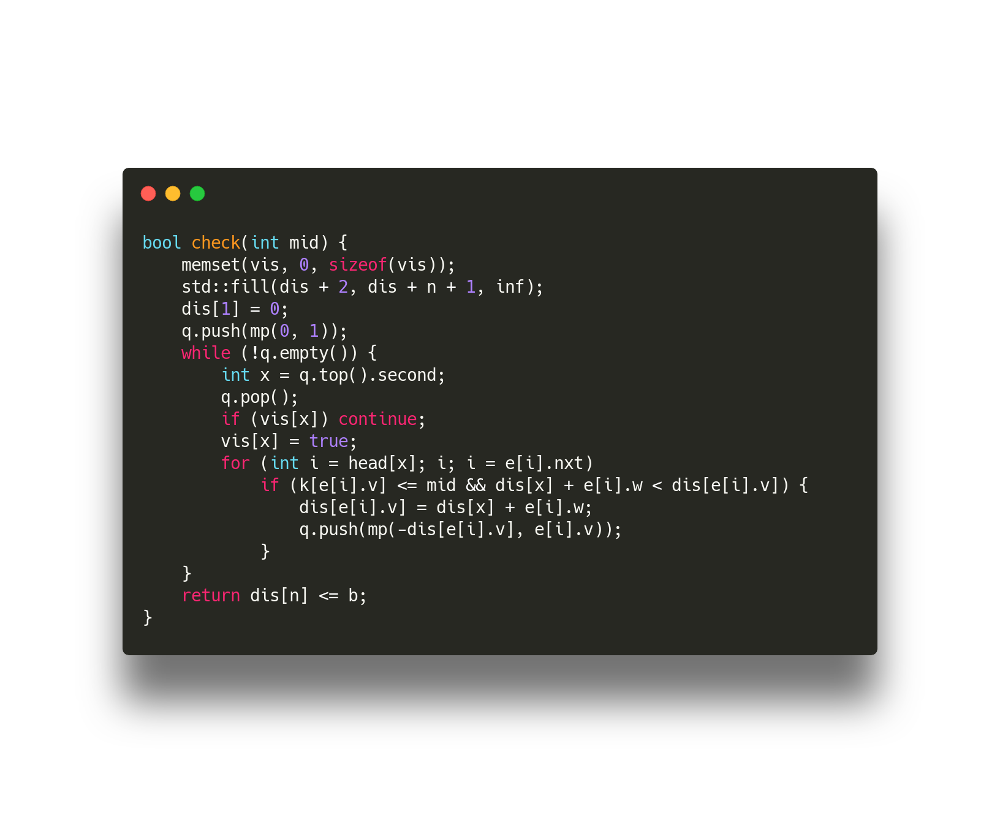 bool check(int mid) {
    memset(vis, 0, sizeof(vis));
    std::fill(dis + 2, dis + n + 1, inf);
    dis[1] = 0;
    q.push(mp(0, 1));
    while (!q.empty()) {
        int x = q.top().second;
        q.pop();
        if (vis[x]) continue;
        vis[x] = true;
        for (int i = head[x]; i; i = e[i].nxt)
            if (k[e[i].v] <= mid && dis[x] + e[i].w < dis[e[i].v]) {
                dis[e[i].v] = dis[x] + e[i].w;
                q.push(mp(-dis[e[i].v], e[i].v));
            }
    }
    return dis[n] <= b;
}